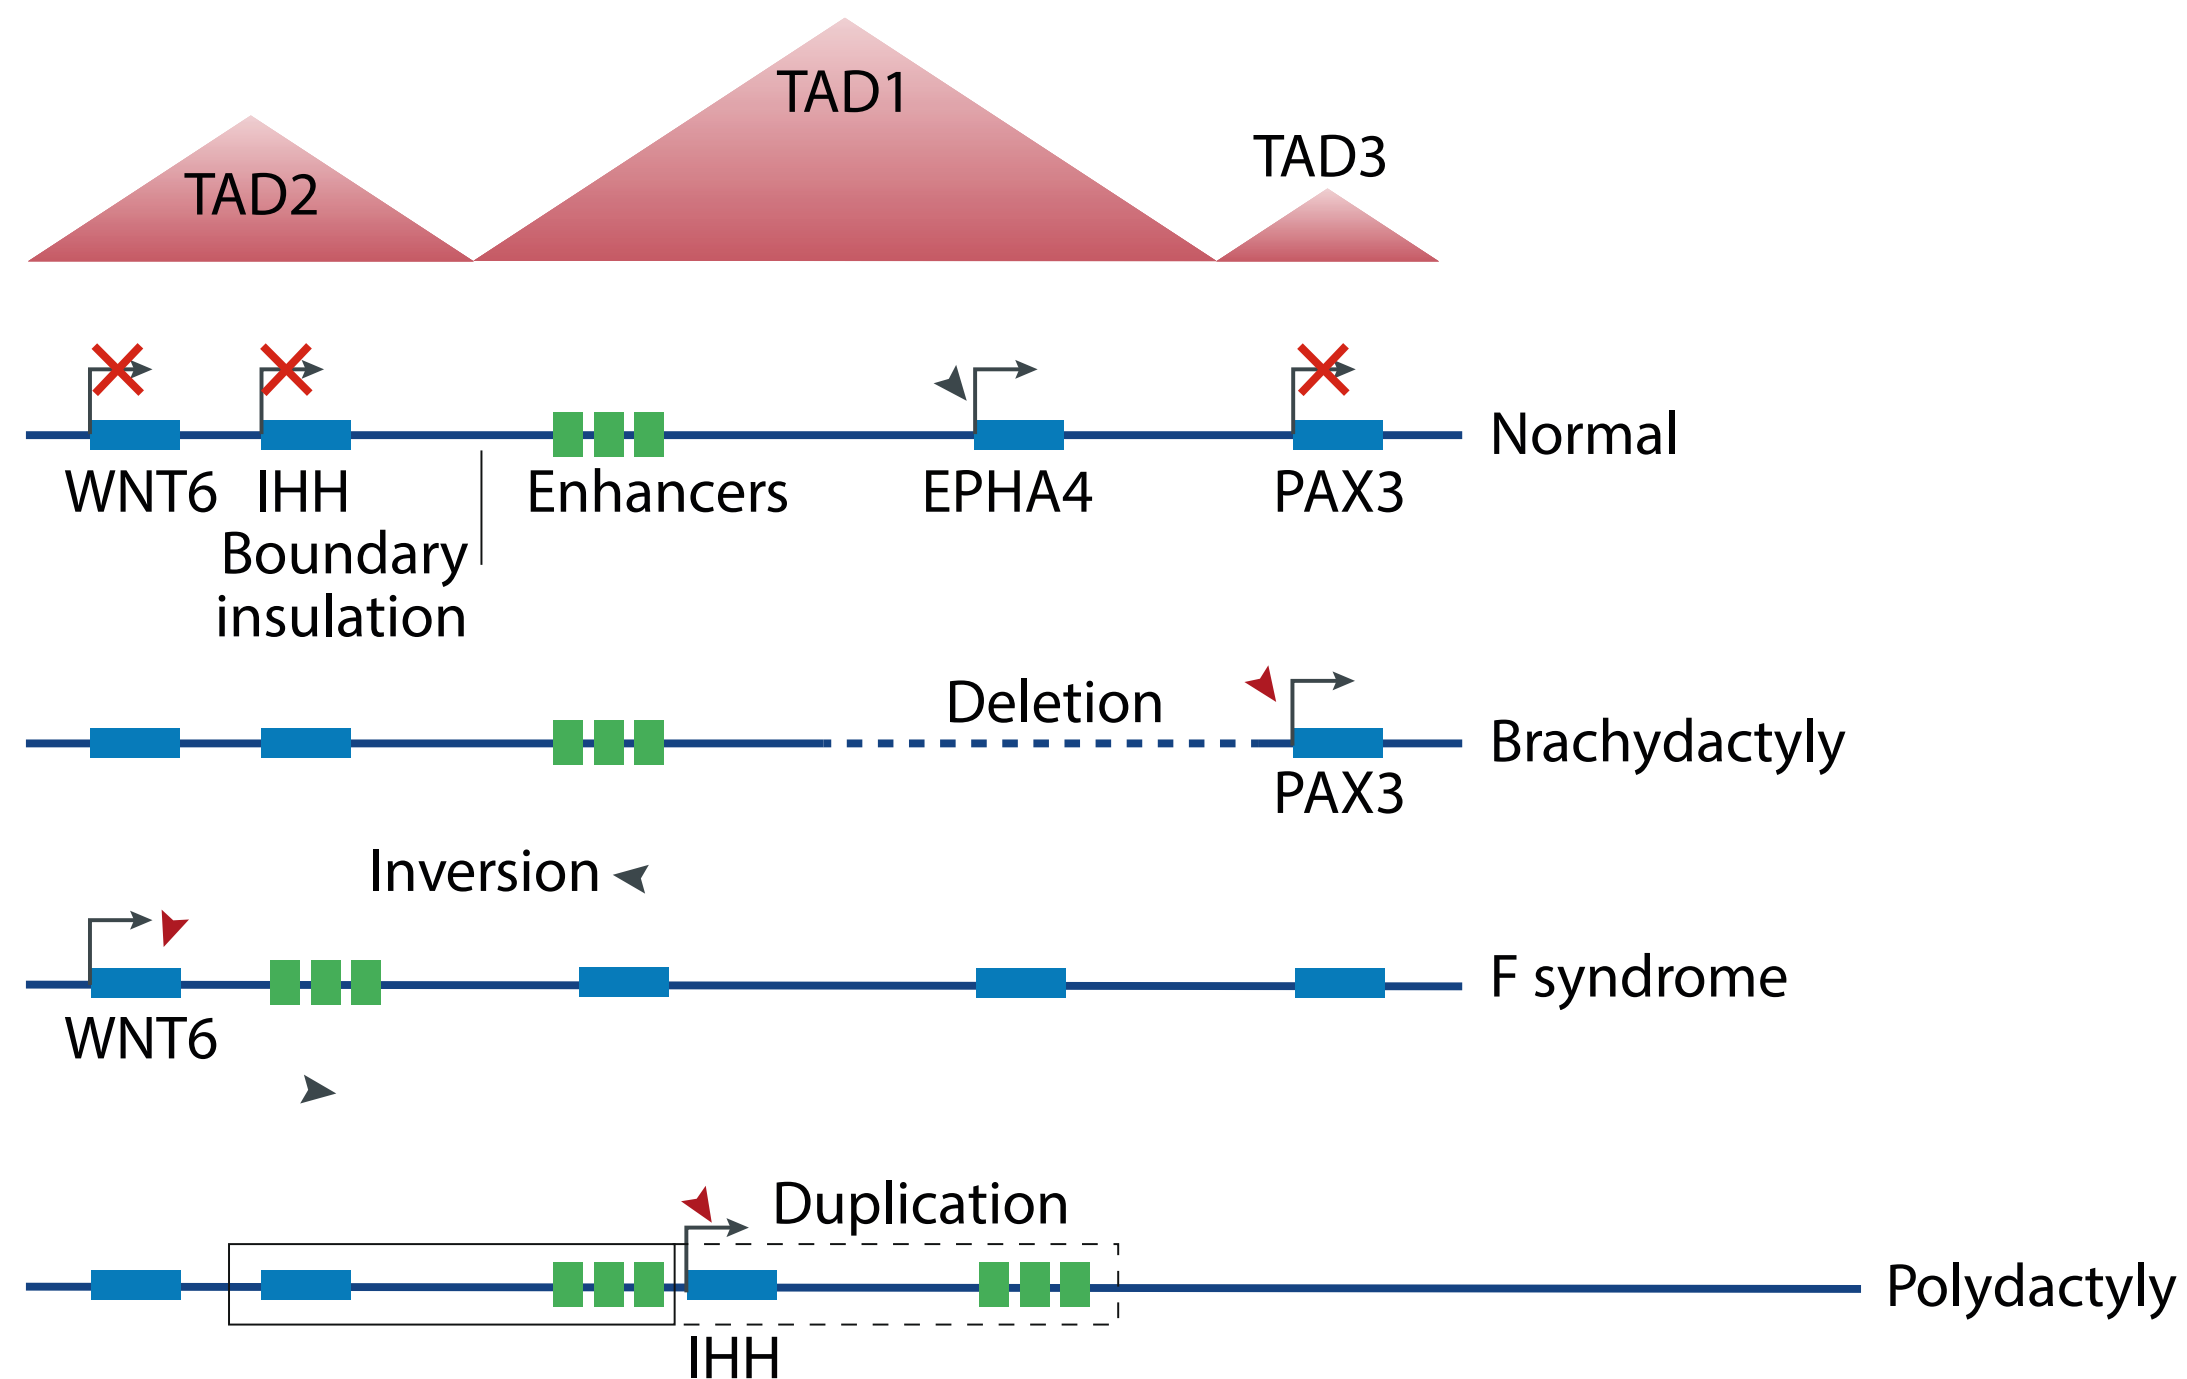 TAD1
TAD2
TAD3
Normal
WNT6
IHH
Enhancers
EPHA4
PAX3
Boundary
insulation
Deletion
Brachydactyly
PAX3
Inversion
F syndrome
WNT6
Duplication
Polydactyly
IHH